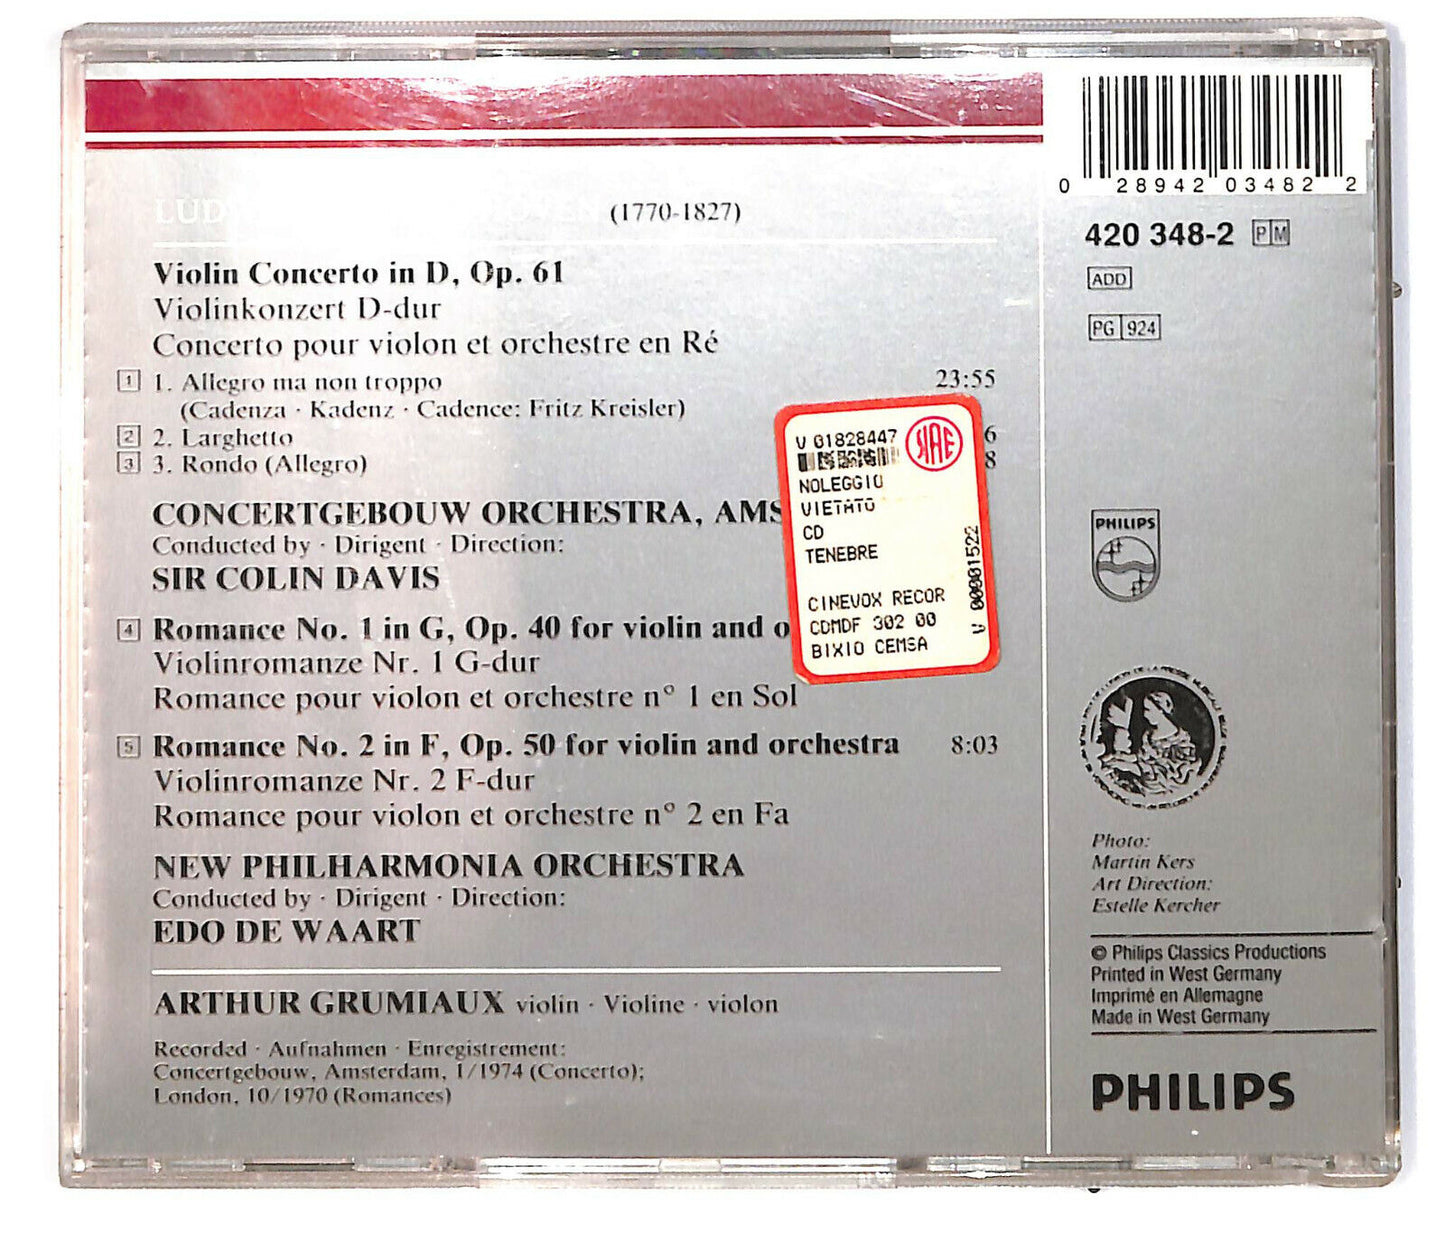 (1770-1827)
Violin Concerto in D, Op. 61
Violinkonzert D-dur
Concerto pour violon et orchestre en Ré
1 1. Allegro ma non troppo 23:55
(Cadenza · Kadenz · Cadence: Fritz Kreisler)
2 2. Larghetto 6
3 3. Rondo (Allegro) 8
CONCERTGEBOUW ORCHESTRA, AMS
Conducted by · Dirigent · Direction:
SIR COLIN DAVIS
4 Romance No. 1 in G, Op. 40 for violin and o
Violinromanze Nr. 1 G-dur
Romance pour violon et orchestre n° 1 en Sol
5 Romance No. 2 in F, Op. 50 for violin and orchestra 8:03
Violinromanze Nr. 2 F-dur
Romance pour violon et orchestre n° 2 en Fa
NEW PHILHARMONIA ORCHESTRA
Conducted by · Dirigent · Direction:
EDO DE WAART
ARTHUR GRUMIAUX violin · Violine · violon
Recorded · Aufnahmen · Enregistrement:
Concertgebouw, Amsterdam, 1/1974 (Concerto);
London, 10/1970 (Romances)
V 01828447 SIAE
NOLEGGIO
VIETATO
CD
TENEBRE
CINEVOX RECOR
CDMDF 302 00
BIXIO CEMSA
V 00001522
0 28942 03482 2
420 348-2 PM
ADD
PG 924
PHILIPS
Photo:
Martin Kers
Art Direction:
Estelle Kercher
© Philips Classics Productions
Printed in West Germany
Imprimé en Allemagne
Made in West Germany
PHILIPS